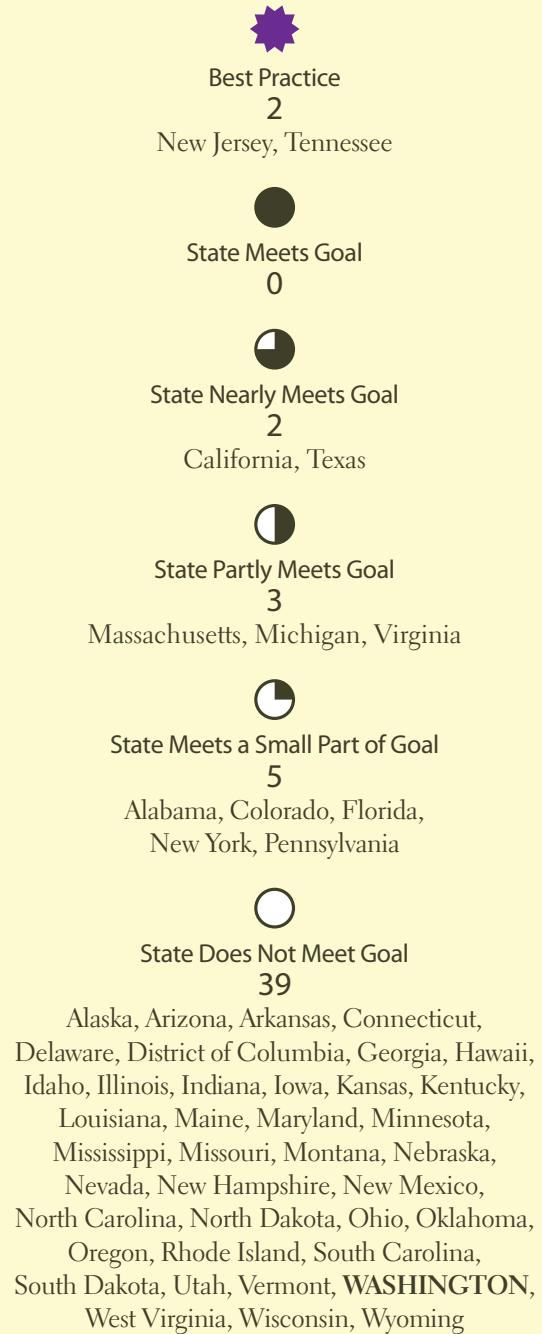 Best Practice
2
New Jersey, Tennessee
State Meets Goal
0
State Nearly Meets Goal
2
California, Texas
State Partly Meets Goal
3
Massachusetts, Michigan, Virginia
State Meets a Small Part of Goal
5
Alabama, Colorado, Florida,
New York, Pennsylvania
State Does Not Meet Goal
39
Alaska, Arizona, Arkansas, Connecticut,
Delaware, District of Columbia, Georgia, Hawaii,
Idaho, Illinois, Indiana, Iowa, Kansas, Kentucky,
Louisiana, Maine, Maryland, Minnesota,
Mississippi, Missouri, Montana, Nebraska,
Nevada, New Hampshire, New Mexico,
North Carolina, North Dakota, Ohio, Oklahoma,
Oregon, Rhode Island, South Carolina,
South Dakota, Utah, Vermont, WASHINGTON,
West Virginia, Wisconsin, Wyoming